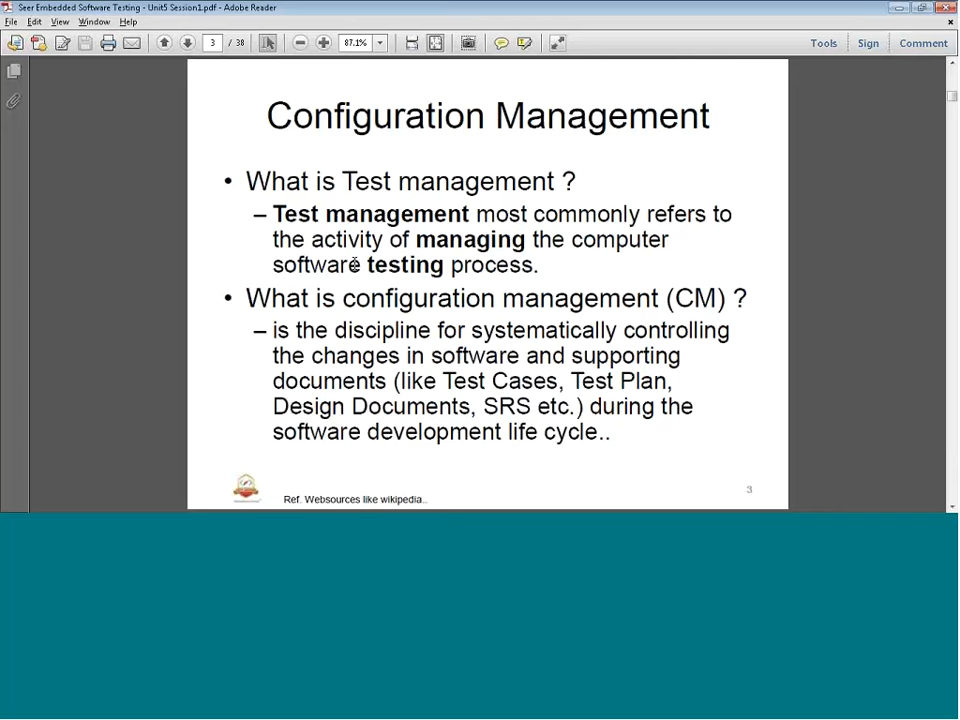 Seer Embedded Software Testing - Unit5 Session1.pdf - Adobe Reader
File Edit View Window Help
3 / 38 87.1% Tools Sign Comment
Configuration Management
• What is Test management ?
– Test management most commonly refers to
the activity of managing the computer
software testing process.
• What is configuration management (CM) ?
– is the discipline for systematically controlling
the changes in software and supporting
documents (like Test Cases, Test Plan,
Design Documents, SRS etc.) during the
software development life cycle..
Ref. Websources like wikipedia..
3